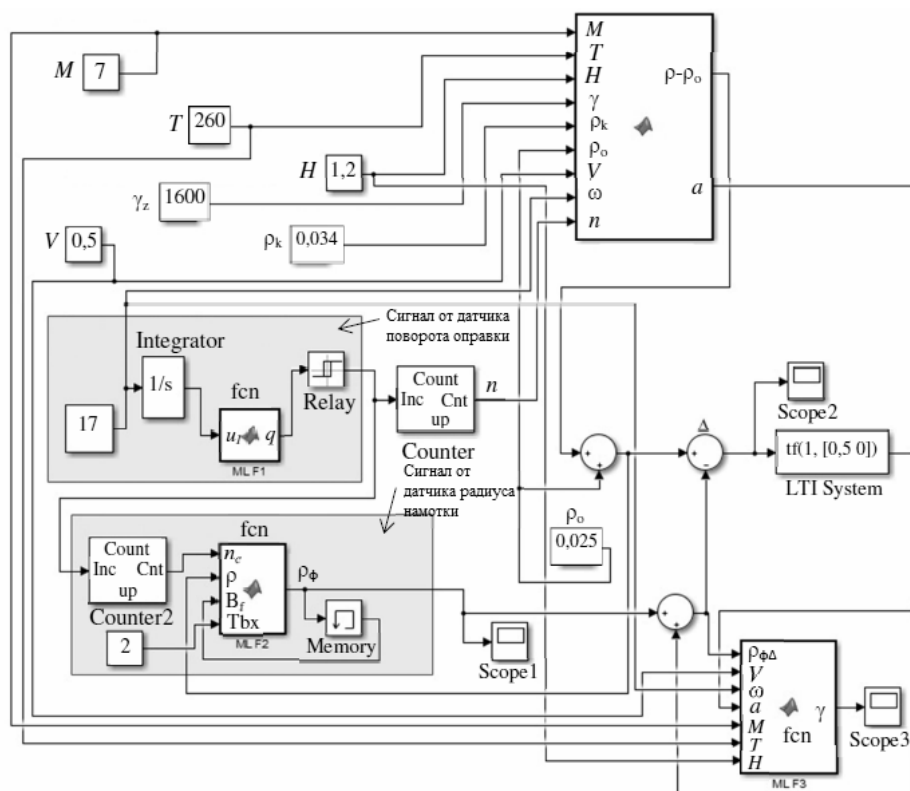 M
ρ-ρₒ
T
M 7
H
γ
T 260
ρk
ρₒ
H 1,2
V
a
γz 1600
ω
n
V 0,5
ρk 0,034
Сигнал от датчика
поворота оправки
Integrator
1/s
fcn
Relay
Count
n
Inc Cnt
up
Scope2
17
u₁ q
Δ
tf(1, [0,5 0])
ML F1
Counter
LTI System
Сигнал от
датчика радиуса
намотки
fcn
ρₒ
0,025
Count
nc
Inc Cnt
ρ
ρф
up
Bf
Counter2
Tbx
2
ML F2
Memory
Scope1
ρфΔ
V
ω
a
γ
M
fcn
Scope3
T
H
ML F3